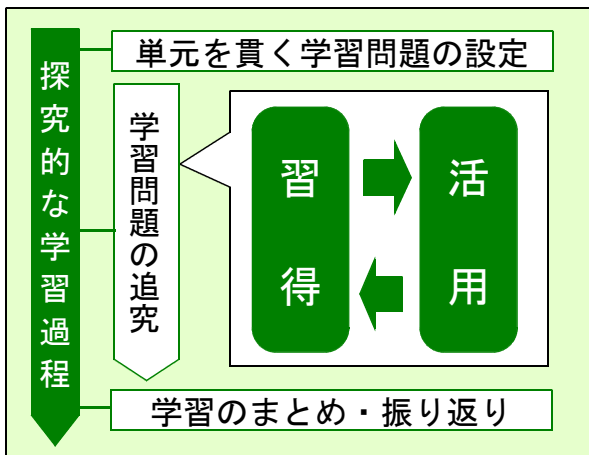 探究的な学習過程
単元を貫く学習問題の設定
学習問題の追究
習得
活用
学習のまとめ・振り返り